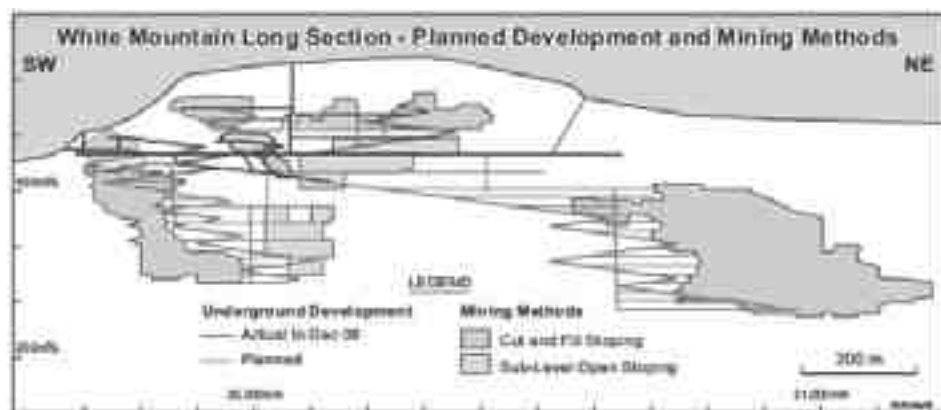 White Mountain Long Section - Planned Development and Mining Methods
SW
NE
LEGEND
Underground Development
Actual to Dec 08
Planned
Mining Methods
Cut and Fill Stoping
Sub-Level Open Stoping
200 m